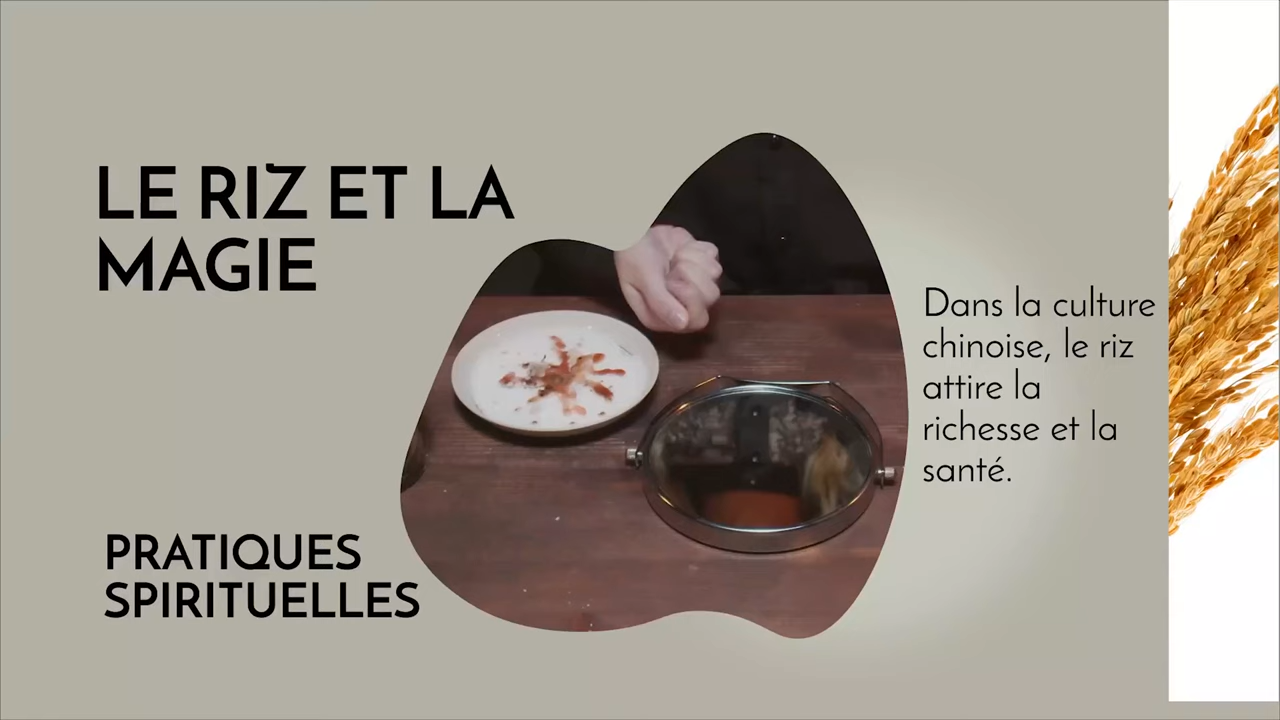 LE RIZ ET LA
MAGIE
Dans la culture
chinoise, le riz
attire la
richesse et la
santé.
PRATIQUES
SPIRITUELLES